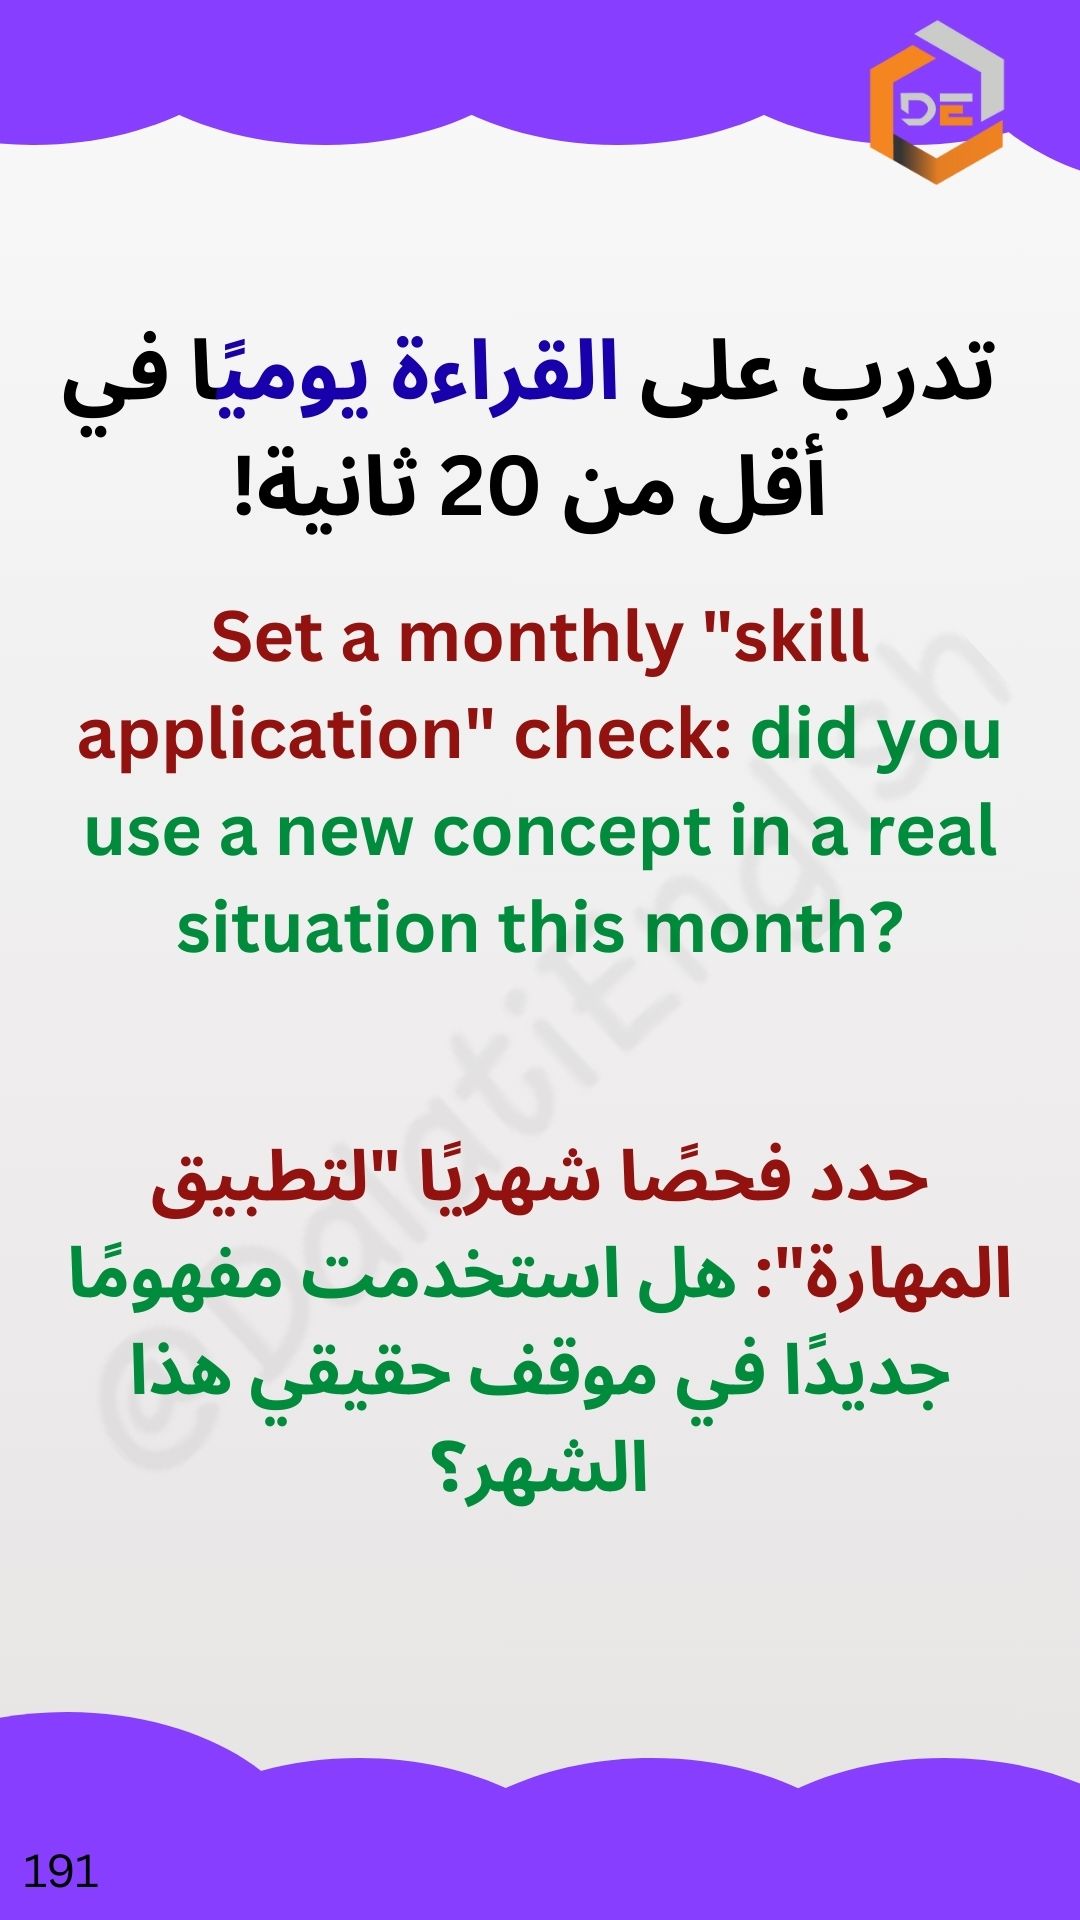 DE
تدرب على القراءة يوميًا في
أقل من 20 ثانية!
Set a monthly "skill
application" check: did you
use a new concept in a real
situation this month?
@DalatiEnglish
حدد فحصًا شهريًا "لتطبيق
المهارة": هل استخدمت مفهومًا
جديدًا في موقف حقيقي هذا
الشهر؟
191